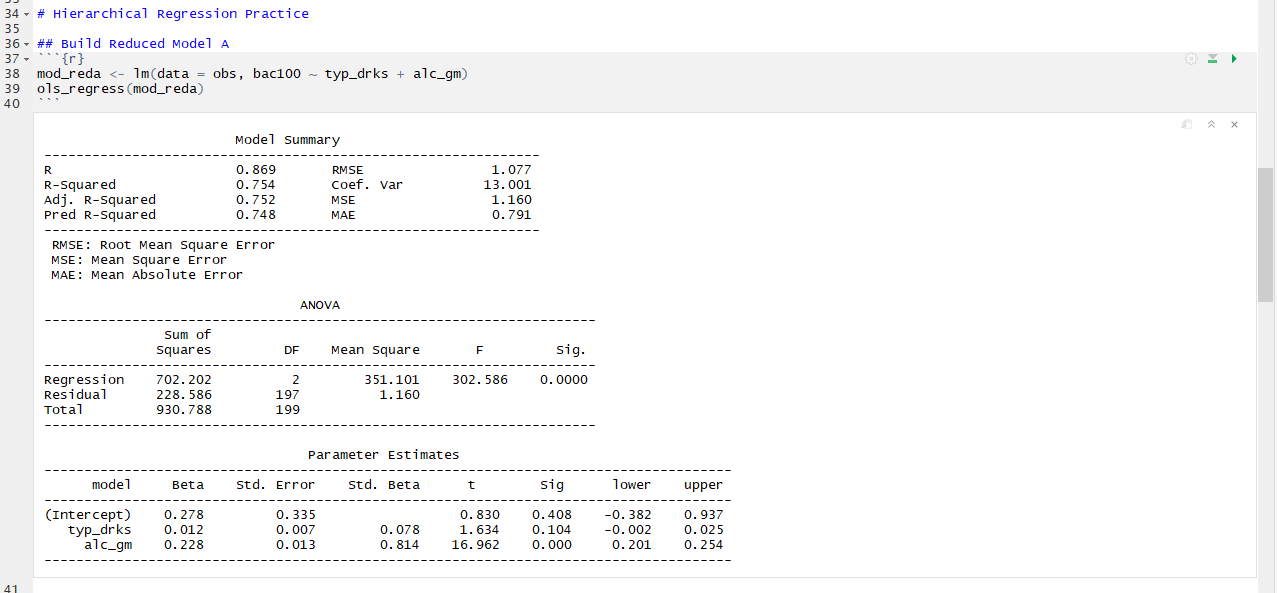 34 # Hierarchical Regression Practice
35
36 ## Build Reduced Model A
37 ```{r}
38 mod_reda <- lm(data = obs, bac100 ~ typ_drks + alc_gm)
39 ols_regress(mod_reda)
40 ```
Model Summary
---------------------------------------------------------------
R 0.869 RMSE 1.077
R-Squared 0.754 Coef. Var 13.001
Adj. R-Squared 0.752 MSE 1.160
Pred R-Squared 0.748 MAE 0.791
---------------------------------------------------------------
RMSE: Root Mean Square Error
MSE: Mean Square Error
MAE: Mean Absolute Error
ANOVA
----------------------------------------------------------------------
Sum of
Squares DF Mean Square F Sig.
----------------------------------------------------------------------
Regression 702.202 2 351.101 302.586 0.0000
Residual 228.586 197 1.160
Total 930.788 199
----------------------------------------------------------------------
Parameter Estimates
---------------------------------------------------------------------------------------
model Beta Std. Error Std. Beta t Sig lower upper
---------------------------------------------------------------------------------------
(Intercept) 0.278 0.335 0.830 0.408 -0.382 0.937
typ_drks 0.012 0.007 0.078 1.634 0.104 -0.002 0.025
alc_gm 0.228 0.013 0.814 16.962 0.000 0.201 0.254
---------------------------------------------------------------------------------------
41